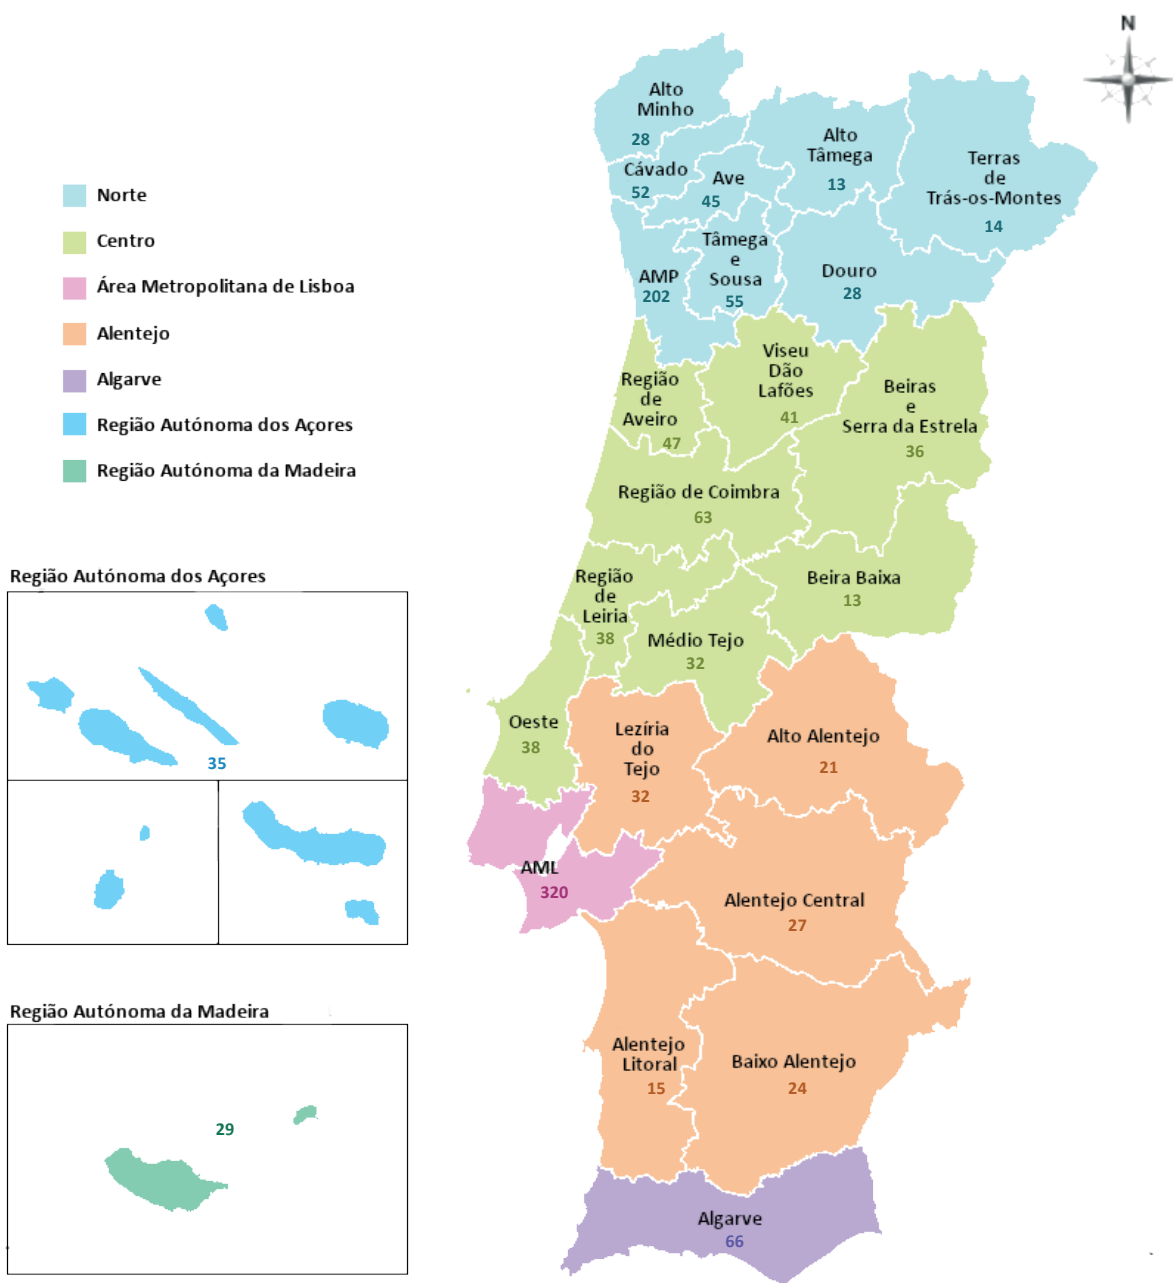 N
Norte
Centro
Área Metropolitana de Lisboa
Alentejo
Algarve
Região Autónoma dos Açores
Região Autónoma da Madeira
Alto
Minho
28
Cávado
52
Ave
45
Alto
Tâmega
13
Terras
de
Trás-os-Montes
14
AMP
202
Tâmega
e
Sousa
55
Douro
28
Região
de
Aveiro
47
Viseu
Dão
Lafões
41
Beiras
e
Serra da Estrela
36
Região de Coimbra
63
Região
de
Leiria
38
Beira Baixa
13
Médio Tejo
32
Oeste
38
Lezíria
do
Tejo
32
Alto Alentejo
21
AML
320
Alentejo Central
27
Alentejo
Litoral
15
Baixo Alentejo
24
Algarve
66
Região Autónoma dos Açores
35
Região Autónoma da Madeira
29